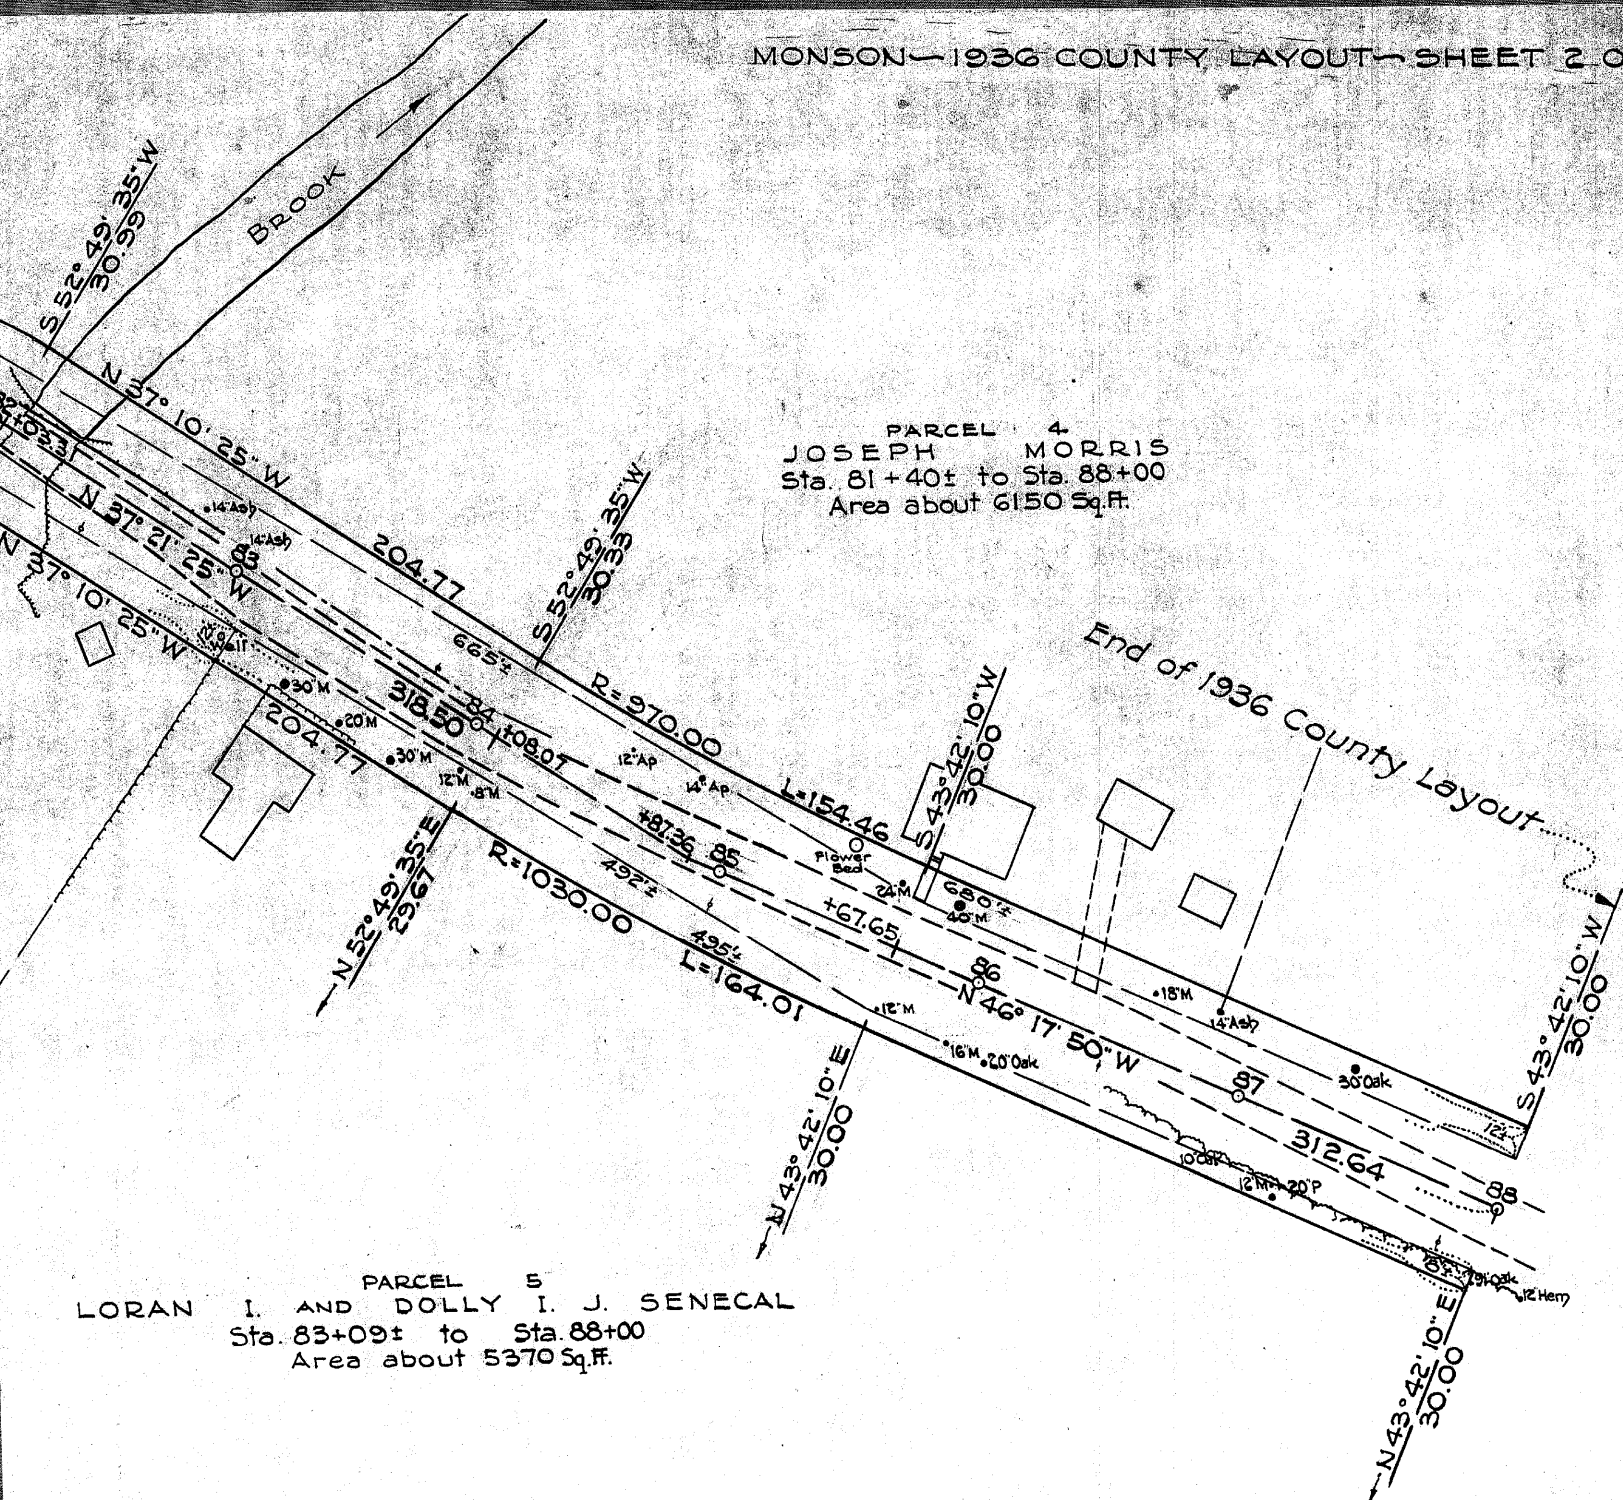 MONSON~1936 COUNTY LAYOUT~SHEET 2 O
S 52° 49' 35" W
30.99
BROOK
N 37° 10' 25" W
+03.3
N 37° 21' 25" W
N 37° 10' 25" W
14"Ash
14"Ash
83
204.77
665'±
S 52° 49' 35" W
30.33
PARCEL 4
JOSEPH MORRIS
Sta. 81+40± to Sta. 88+00
Area about 6150 Sq.Ft.
End of 1936 County Layout
Well
30"M
20"M
30"M
12"M
8"M
204.77
318.50
84
+08.07
R=970.00
12"Ap
14"Ap
L=154.46
Flower
Bed
S 43° 42' 10" W
30.00
24"M
680'±
40"M
+87.36
85
492'±
R=1030.00
495'±
L=164.01
N 52° 49' 35" E
29.67
+67.65
86
N 46° 17' 50" W
12"M
16"M
20"Oak
18"M
14"Ash
30"Oak
87
312.64
88
12'±
S 43° 42' 10" W
30.00
N 43° 42' 10" E
30.00
10"Oak
12"M
20"P
8'±
12"Hem
N 43° 42' 10" E
30.00
PARCEL 5
LORAN I. AND DOLLY I. J. SENECAL
Sta. 83+09± to Sta. 88+00
Area about 5370 Sq.Ft.